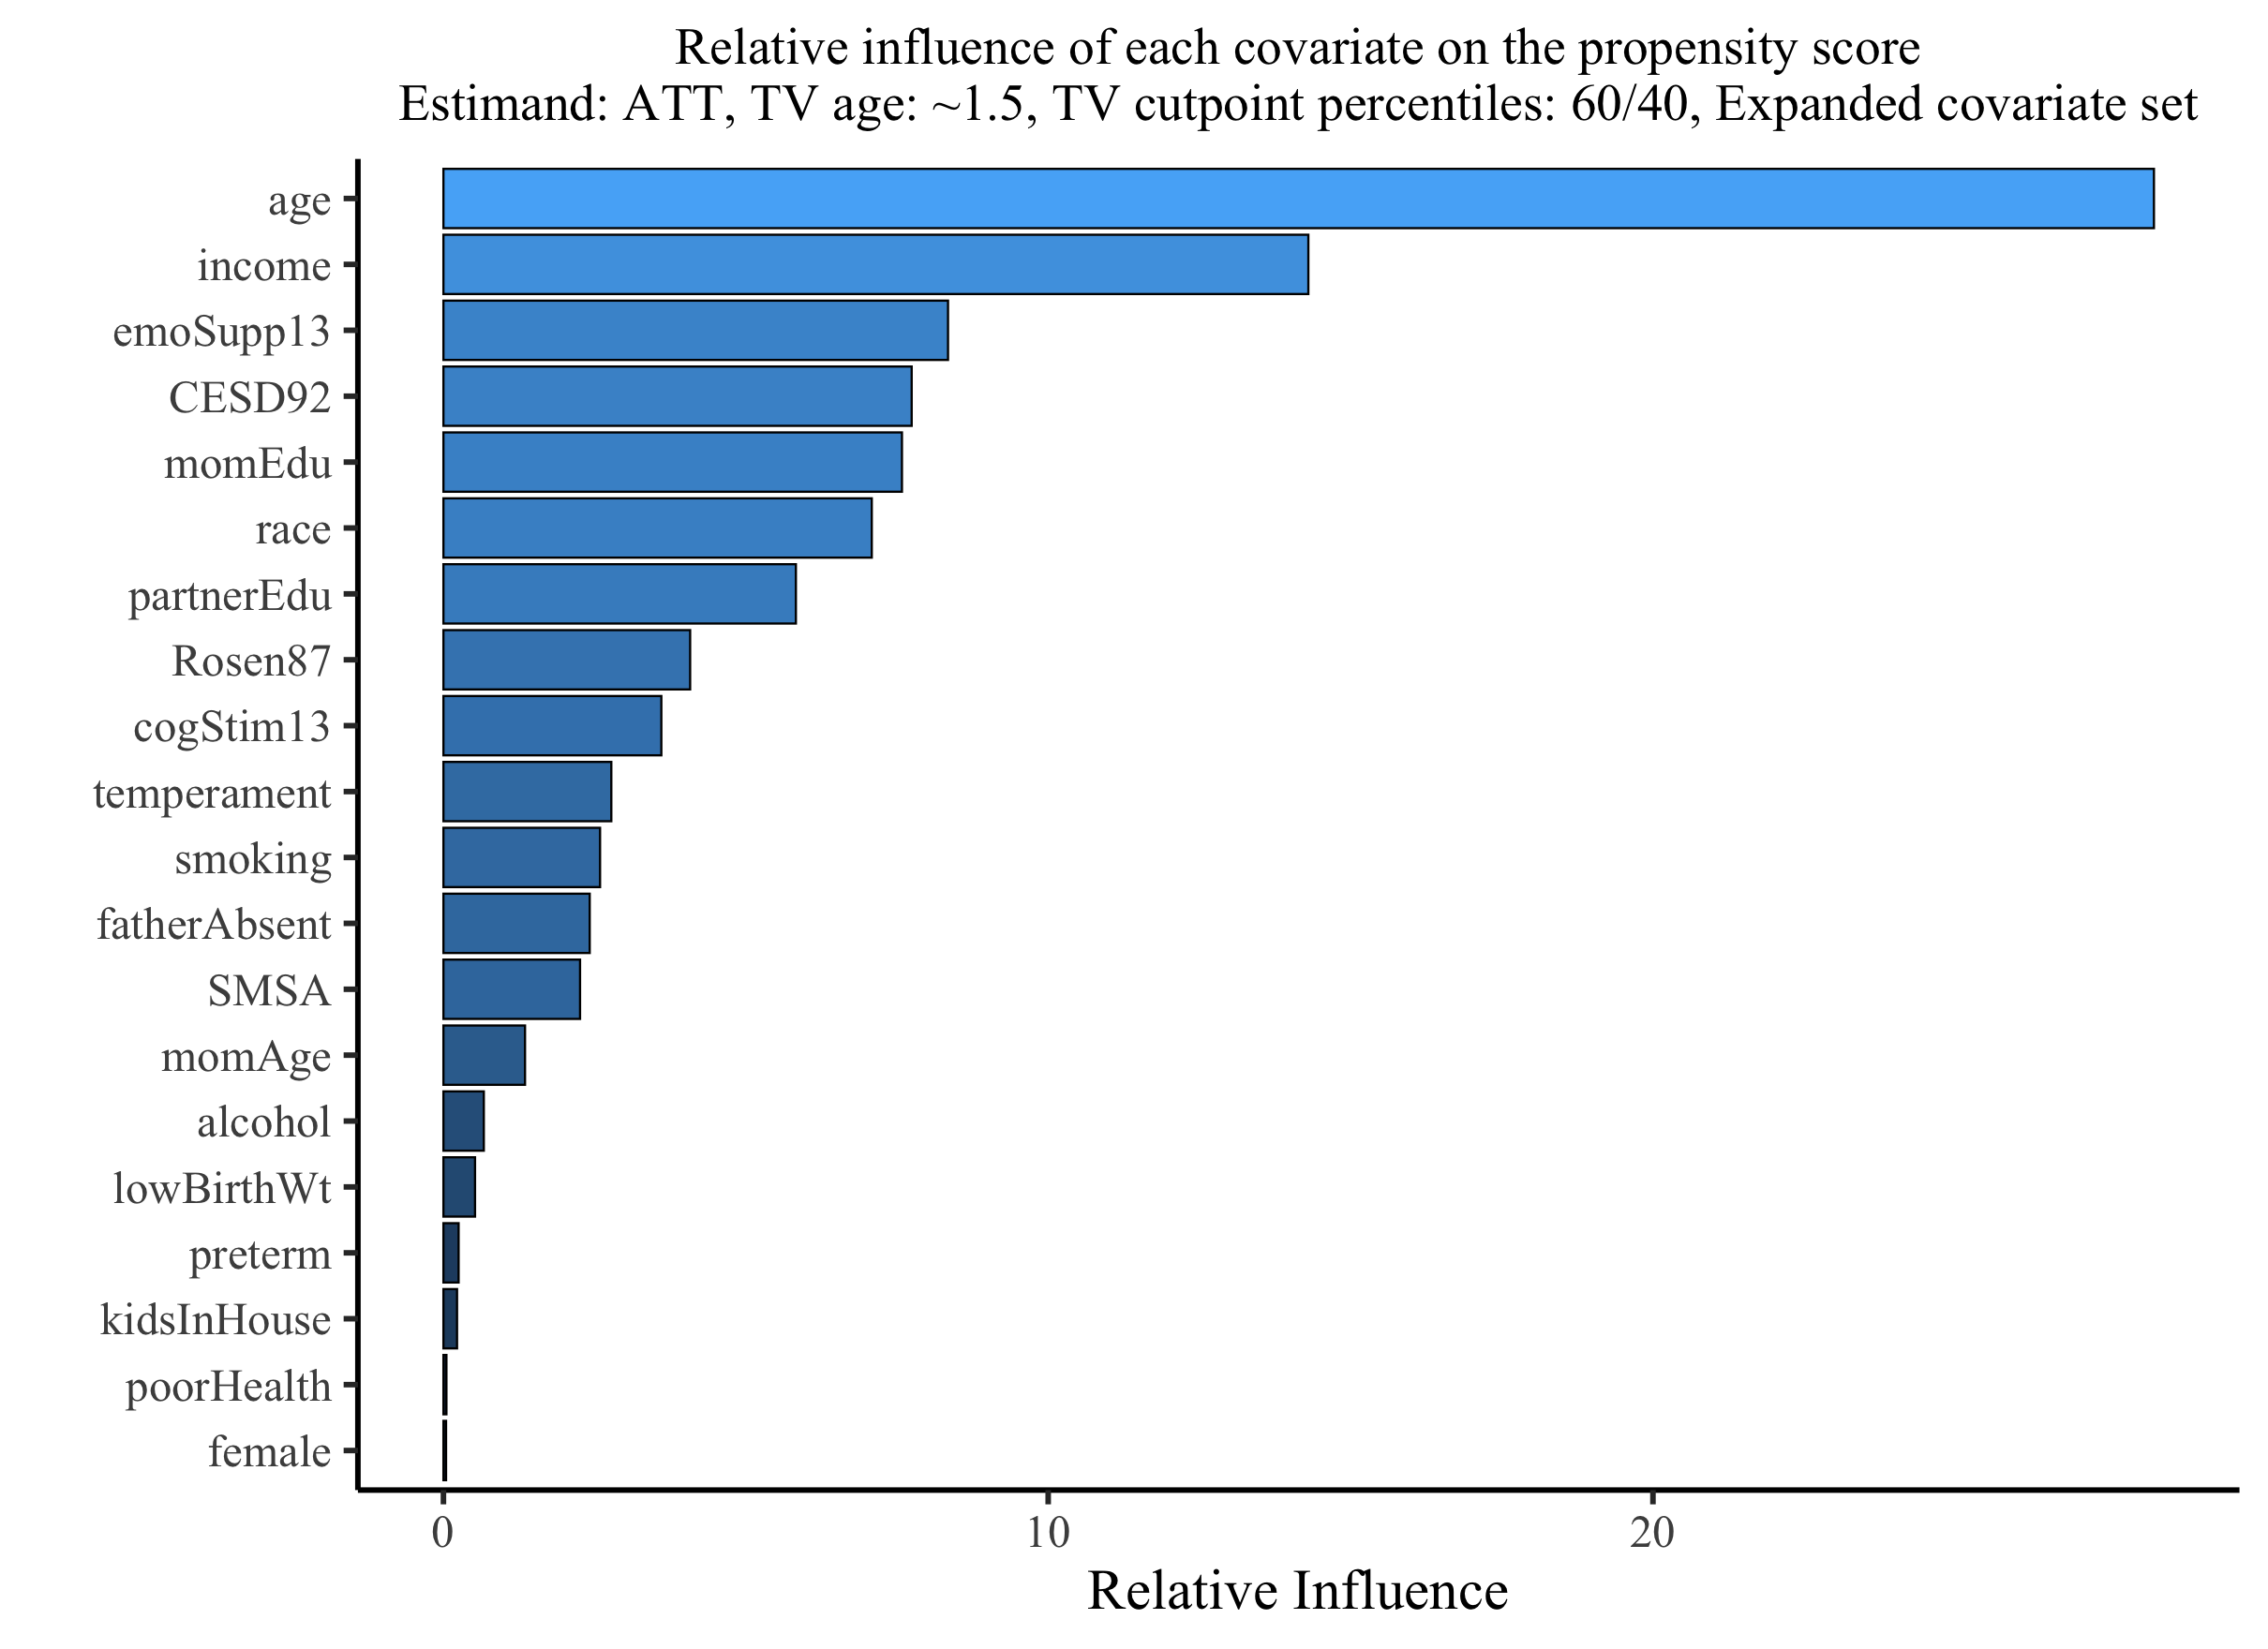 Relative influence of each covariate on the propensity score
Estimand: ATT, TV age: ~1.5, TV cutpoint percentiles: 60/40, Expanded covariate set
age
income
emoSupp13
CESD92
momEdu
race
partnerEdu
Rosen87
cogStim13
temperament
smoking
fatherAbsent
SMSA
momAge
alcohol
lowBirthWt
preterm
kidsInHouse
poorHealth
female
0 10 20
Relative Influence